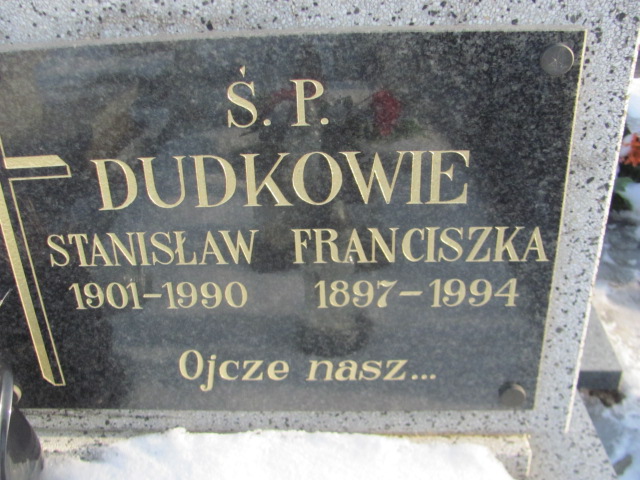 Ś. P.
DUDKOWIE
STANISŁAW FRANCISZKA
1901-1990 1897-1994
Ojcze nasz...